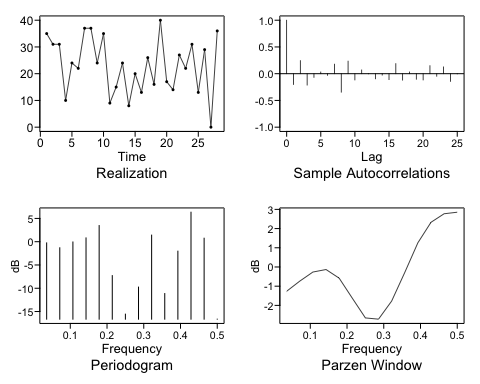 40
30
20
10
0
0 5 10 15 20 25
Time
Realization
1.0
0.5
0.0
-0.5
-1.0
0 5 10 15 20 25
Lag
Sample Autocorrelations
5
0
-5
-10
-15
dB
0.1 0.2 0.3 0.4 0.5
Frequency
Periodogram
3
2
1
0
-1
-2
dB
0.1 0.2 0.3 0.4 0.5
Frequency
Parzen Window